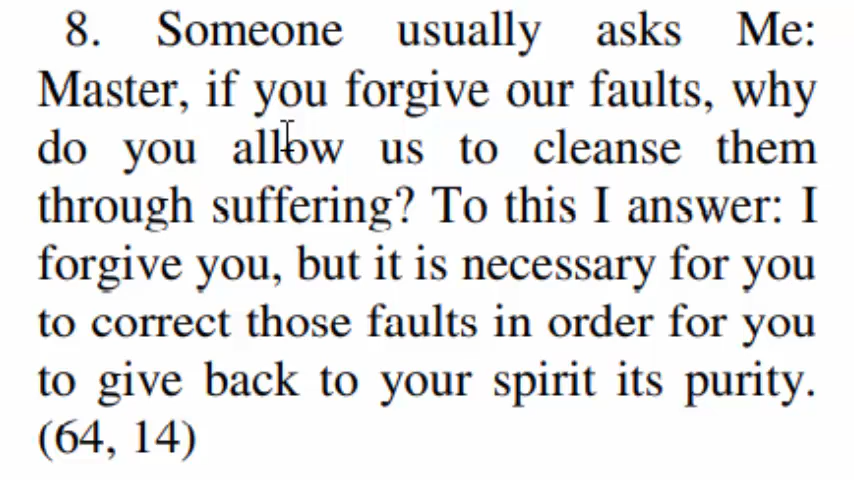 8. Someone usually asks Me:
Master, if you forgive our faults, why
do you allow us to cleanse them
through suffering? To this I answer: I
forgive you, but it is necessary for you
to correct those faults in order for you
to give back to your spirit its purity.
(64, 14)